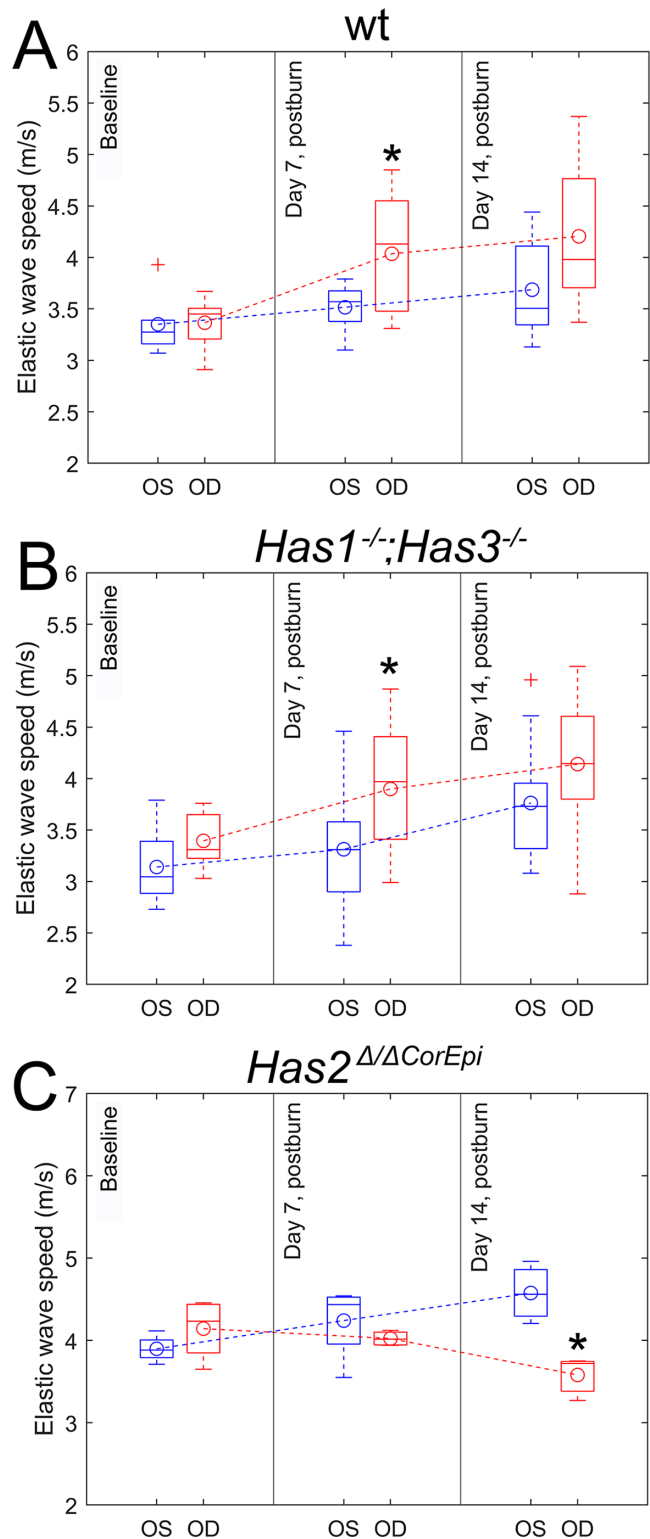 A
wt
Elastic wave speed (m/s)
6
5.5
5
4.5
4
3.5
3
2.5
2
Baseline
Day 7, postburn
Day 14, postburn
*
OS OD OS OD OS OD
B
Has1-/-;Has3-/-
Elastic wave speed (m/s)
6
5.5
5
4.5
4
3.5
3
2.5
2
Baseline
Day 7, postburn
Day 14, postburn
*
OS OD OS OD OS OD
C
Has2Δ/ΔCorEpi
Elastic wave speed (m/s)
7
6
5
4
3
2
Baseline
Day 7, postburn
Day 14, postburn
*
OS OD OS OD OS OD